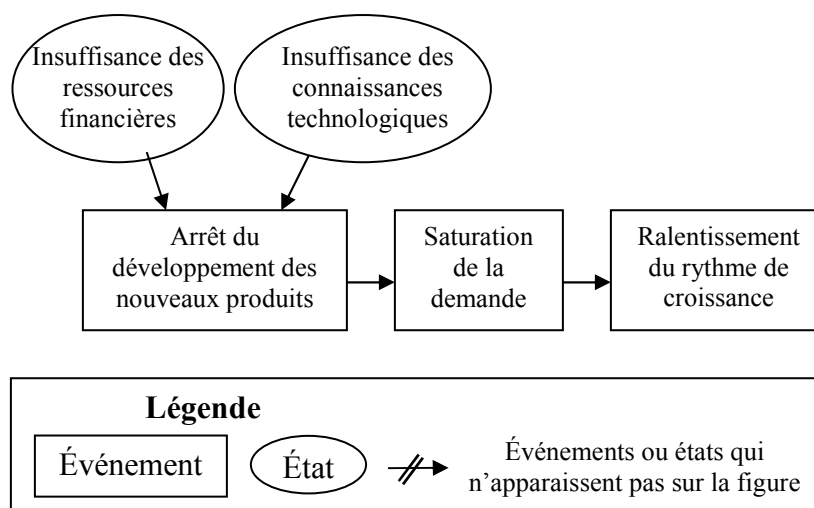 Insuffisance des
ressources
financières
Insuffisance des
connaissances
technologiques
Arrêt du
développement des
nouveaux produits
Saturation
de la
demande
Ralentissement
du rythme de
croissance
Légende
Événement
État
Événements ou états qui
n'apparaissent pas sur la figure